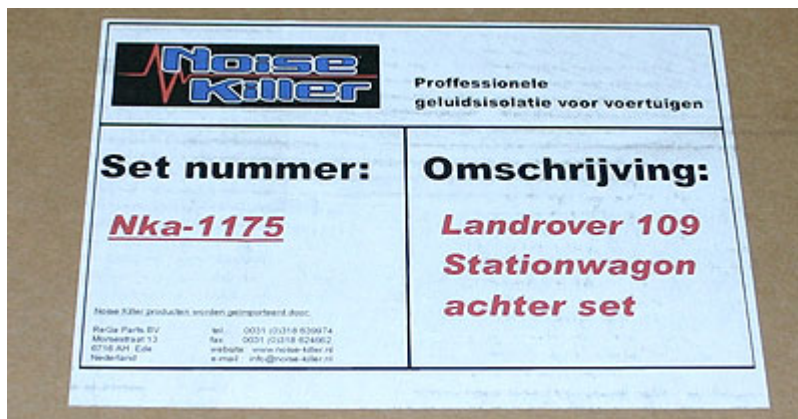 Noise
Killer
Proffessionele
geluidsisolatie voor voertuigen
Set nummer:
Nka-1175
Omschrijving:
Landrover 109
Stationwagon
achter set
Noise Killer producten worden geïmporteerd door:
ReGe Parts BV
Morsestraat 13
6716 AH Ede
Nederland
tel : 0031 (0)318 639974
fax : 0031 (0)318 624662
website : www.noise-killer.nl
e-mail : info@noise-killer.nl